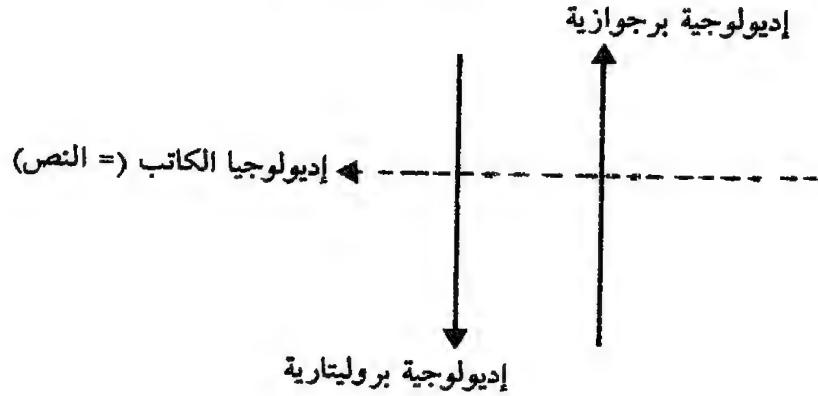 إديولوجية برجوازية
إديولوجيا الكاتب (= النص)
إديولوجية بروليتارية